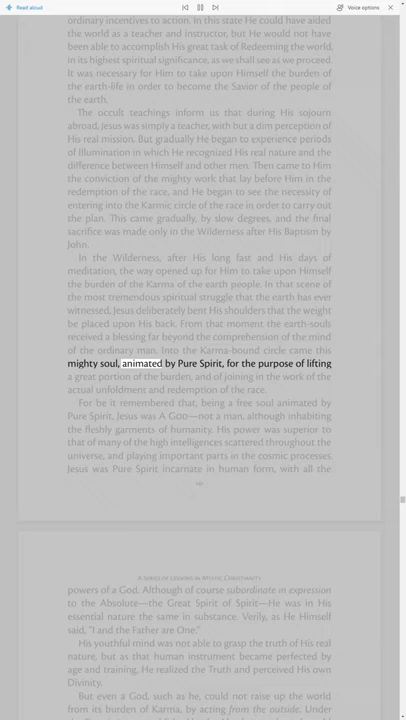 Read aloud
Voice options
ordinary incentives to action. In this state He could have aided
the world as a teacher and instructor, but He would not have
been able to accomplish His great task of Redeeming the world,
in its highest spiritual significance, as we shall see as we proceed.
It was necessary for Him to take upon Himself the burden of
the earth-life in order to become the Savior of the people of
the earth.
The occult teachings inform us that during His sojourn
abroad, Jesus was simply a teacher, with but a dim perception of
His real mission. But gradually He began to experience periods
of Illumination in which He recognized His real nature and the
difference between Himself and other men. Then came to Him
the conviction of the mighty work that lay before Him in the
redemption of the race, and He began to see the necessity of
entering into the Karmic circle of the race in order to carry out
the plan. This came gradually, by slow degrees, and the final
sacrifice was made only in the Wilderness after His Baptism by
John.
In the Wilderness, after His long fast and His days of
meditation, the way opened up for Him to take upon Himself
the burden of the Karma of the earth people. In that scene of
the most tremendous spiritual struggle that the earth has ever
witnessed, Jesus deliberately bent His shoulders that the weight
be placed upon His back. From that moment the earth-souls
received a blessing far beyond the comprehension of the mind
of the ordinary man. Into the Karma-bound circle came this
mighty soul, animated by Pure Spirit, for the purpose of lifting
a great portion of the burden, and of joining in the work of the
actual unfoldment and redemption of the race.
For be it remembered that, being a free soul animated by
Pure Spirit, Jesus was A GOD—not a man, although inhabiting
the fleshly garments of humanity. His power was superior to
that of many of the high intelligences scattered throughout the
universe, and playing important parts in the cosmic processes.
Jesus was Pure Spirit incarnate in human form, with all the
A Series of Lessons in Mystic Christianity
powers of a God. Although of course subordinate in expression
to the Absolute—the Great Spirit of Spirit—He was in His
essential nature the same in substance. Verily, as He Himself
said, "I and the Father are One."
His youthful mind was not able to grasp the truth of His real
nature, but as that human instrument became perfected by
age and training, He realized the Truth and perceived His own
Divinity.
But even a God, such as he, could not raise up the world
from its burden of Karma, by acting from the outside. Under